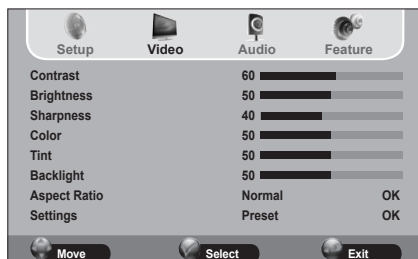 Setup Video Audio Feature
Contrast 60
Brightness 50
Sharpness 40
Color 50
Tint 50
Backlight 50
Aspect Ratio Normal OK
Settings Preset OK
Move Select Exit